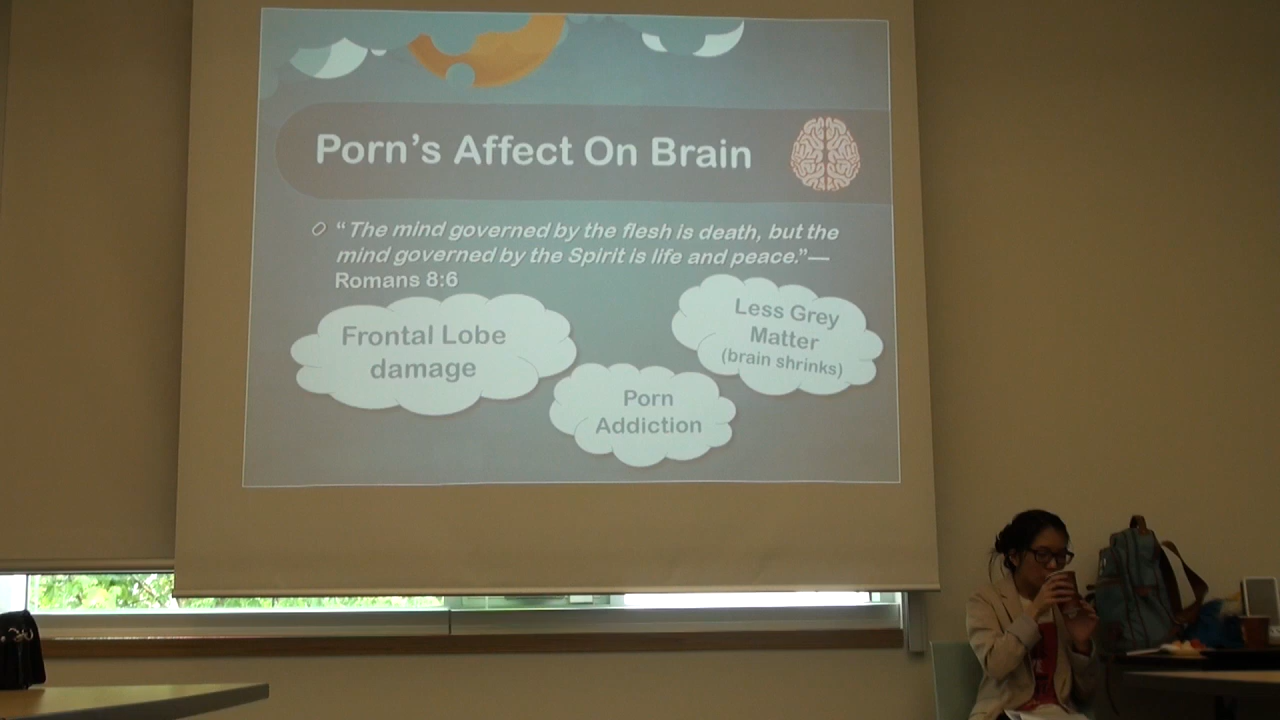 Porn's Affect On Brain
“ The mind governed by the flesh is death, but the
mind governed by the Spirit is life and peace.”—
Romans 8:6
Frontal Lobe
damage
Less Grey
Matter
(brain shrinks)
Porn
Addiction